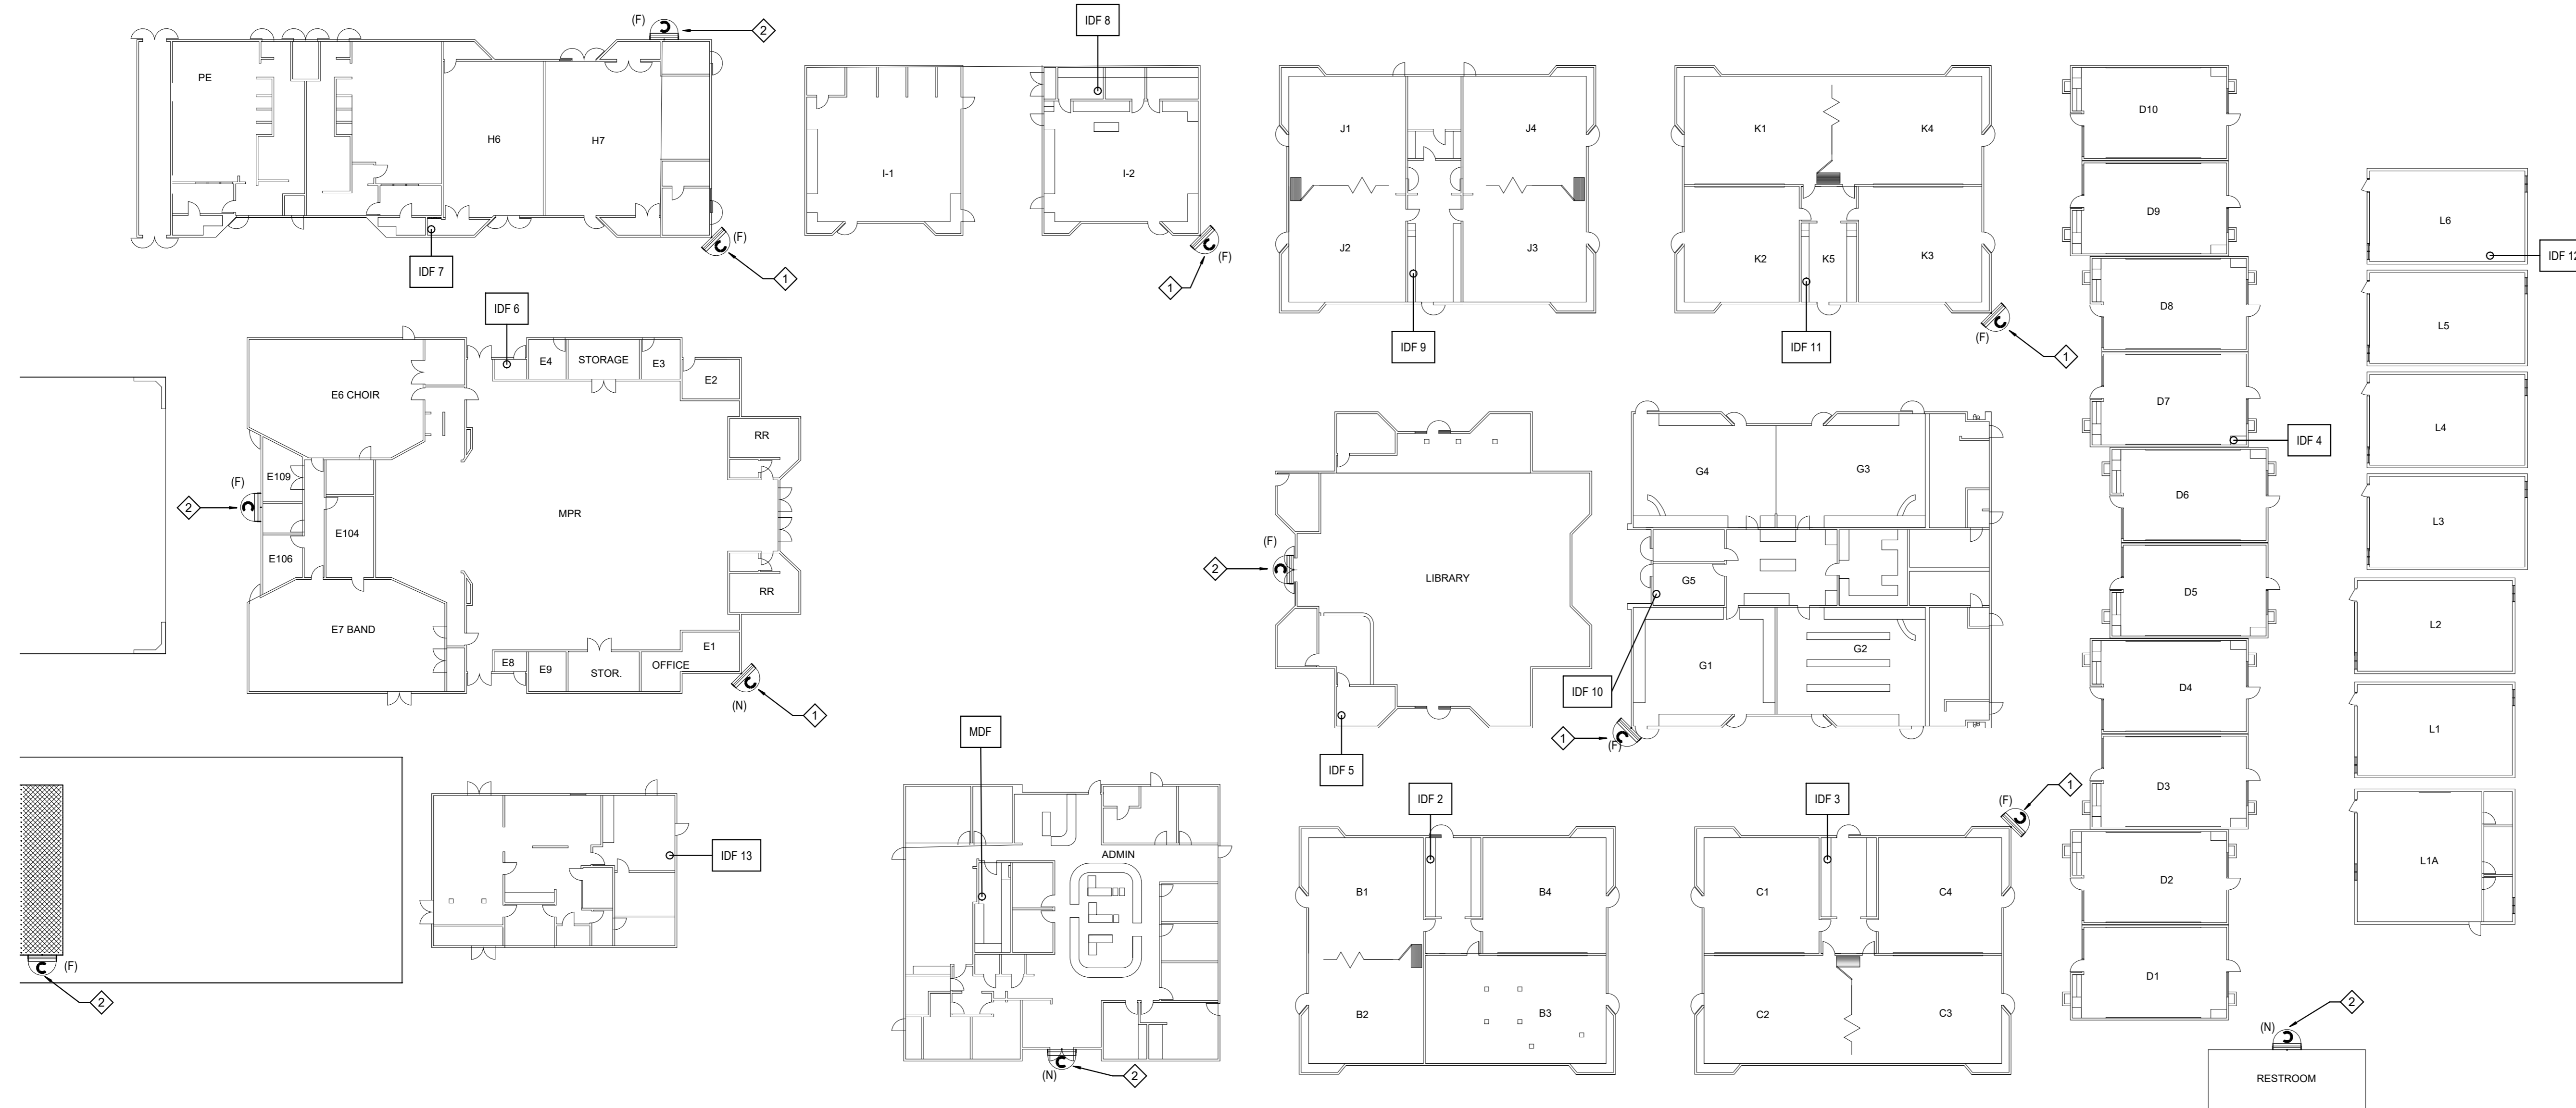 (F)
2
IDF 8
PE
H6
H7
I-1
I-2
J1
J4
K1
K4
D10
IDF 7
(F)
1
(F)
1
J2
J3
K2
K5
K3
D9
L6
IDF 12
IDF 6
IDF 9
IDF 11
(F)
1
D8
L5
E4
STORAGE
E3
E2
E6 CHOIR
D7
L4
IDF 4
RR
G4
G3
E109
(F)
2
MPR
E104
E106
D6
L3
(F)
2
LIBRARY
G5
D5
RR
E7 BAND
L2
E1
E8
E9
STOR.
OFFICE
(N)
1
G1
G2
IDF 10
D4
MDF
IDF 5
1
(F)
L1
IDF 13
ADMIN
IDF 2
IDF 3
(F)
1
D3
B1
B4
C1
C4
D2
L1A
(F)
2
B2
B3
C2
C3
D1
(N)
2
(N)
2
RESTROOM